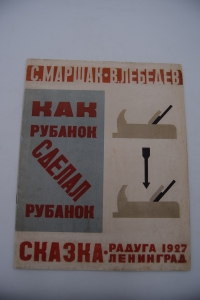 С. МАРШАК - В. ЛЕБЕДЕВ
КАК
РУБАНОК
СДЕЛАЛ
РУБАНОК
СКАЗКА · РАДУГА 1927
ЛЕНИНГРАД